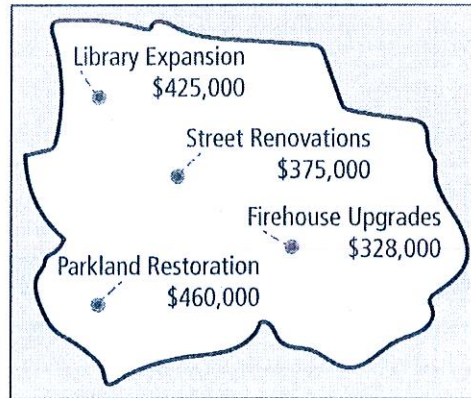 Library Expansion
$425,000
Street Renovations
$375,000
Firehouse Upgrades
$328,000
Parkland Restoration
$460,000